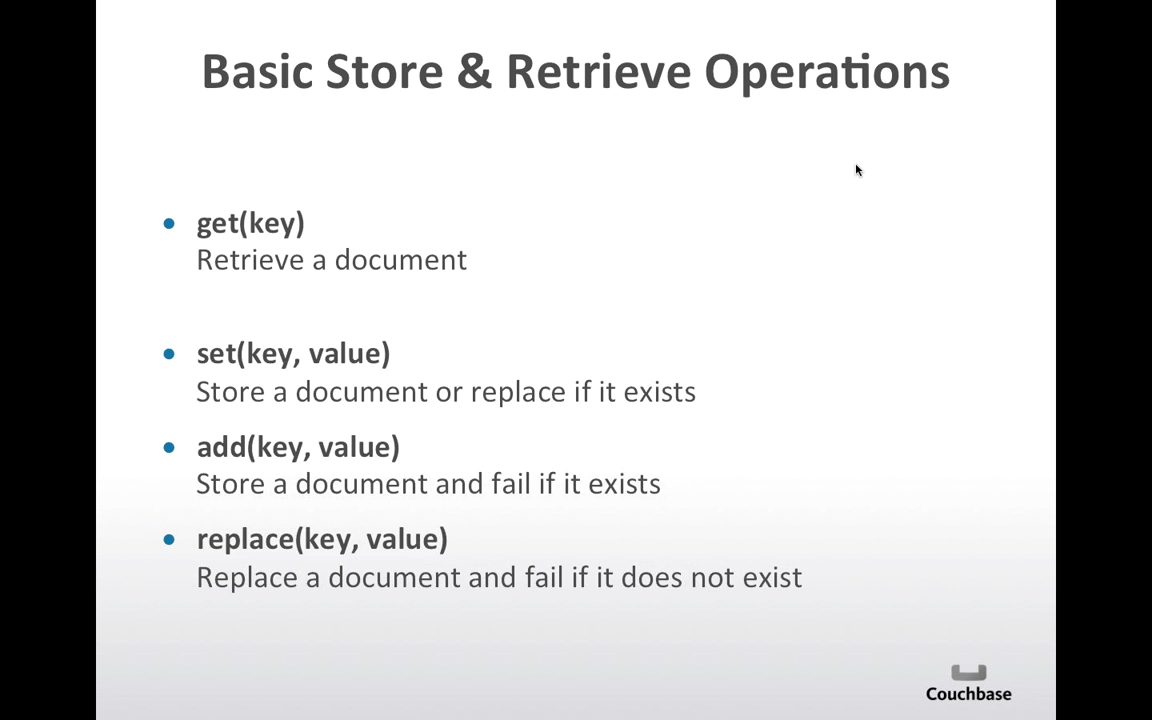 Basic Store & Retrieve Operations
• get(key)
Retrieve a document
• set(key, value)
Store a document or replace if it exists
• add(key, value)
Store a document and fail if it exists
• replace(key, value)
Replace a document and fail if it does not exist
Couchbase